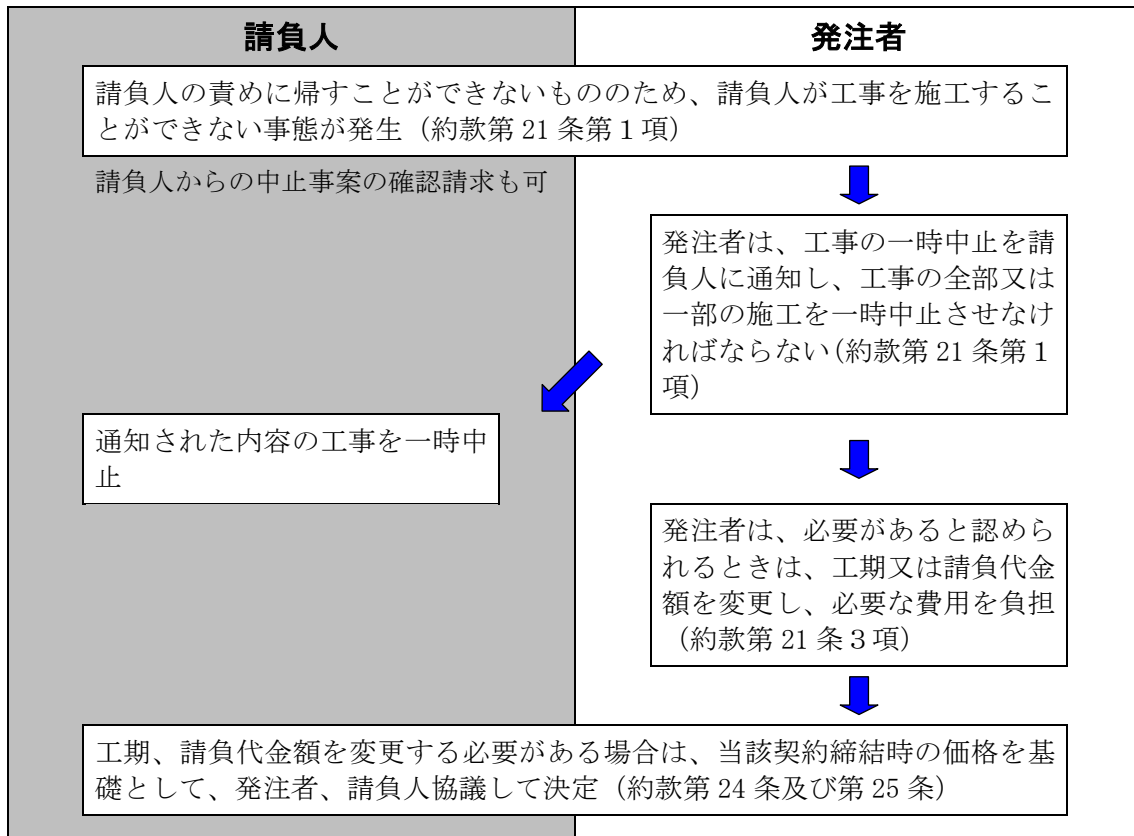 請負人
発注者
請負人の責めに帰すことができないもののため、請負人が工事を施工するこ
とができない事態が発生（約款第 21 条第１項）
請負人からの中止事案の確認請求も可
発注者は、工事の一時中止を請
負人に通知し、工事の全部又は
一部の施工を一時中止させなけ
ればならない（約款第 21 条第１
項）
通知された内容の工事を一時中
止
発注者は、必要があると認めら
れるときは、工期又は請負代金
額を変更し、必要な費用を負担
（約款第 21 条３項）
工期、請負代金額を変更する必要がある場合は、当該契約締結時の価格を基
礎として、発注者、請負人協議して決定（約款第 24 条及び第 25 条）